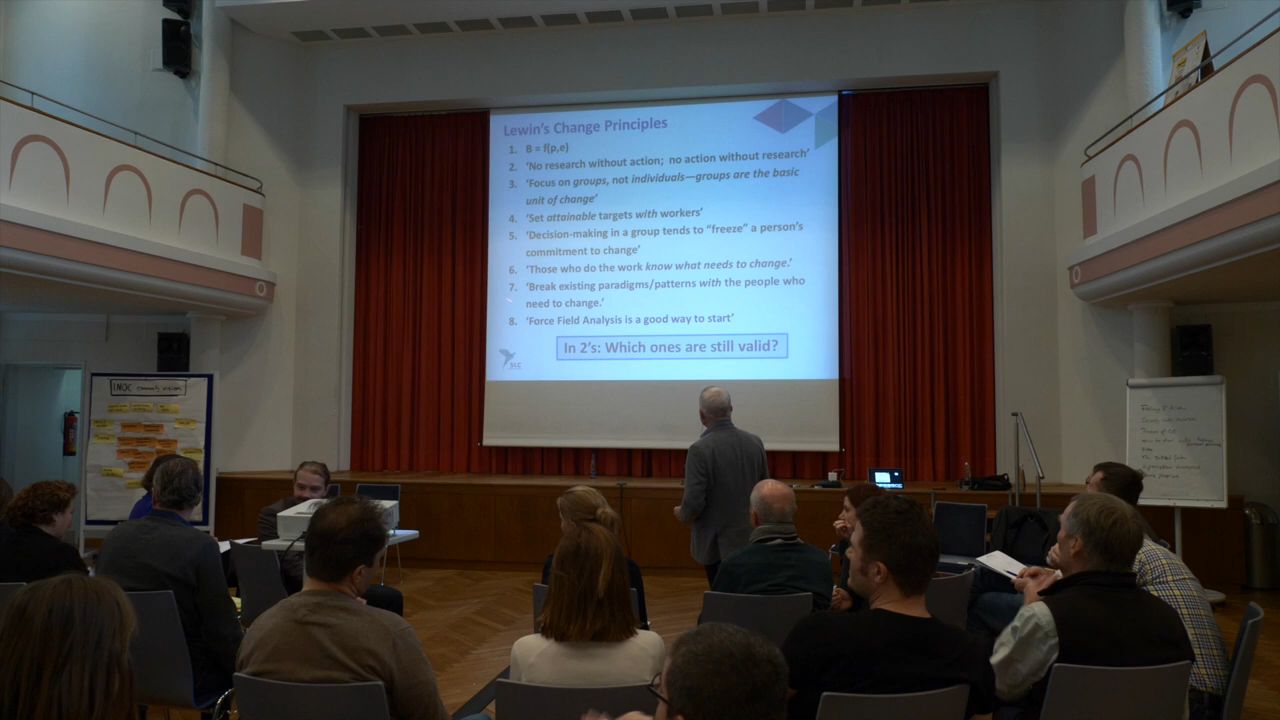 Lewin's Change Principles
1. B = f(p,e)
2. 'No research without action; no action without research'
3. 'Focus on groups, not individuals—groups are the basic
unit of change'
4. 'Set attainable targets with workers'
5. 'Decision-making in a group tends to "freeze" a person's
commitment to change'
6. 'Those who do the work know what needs to change.'
7. 'Break existing paradigms/patterns with the people who
need to change.'
8. 'Force Field Analysis is a good way to start'
In 2's: Which ones are still valid?
SLC